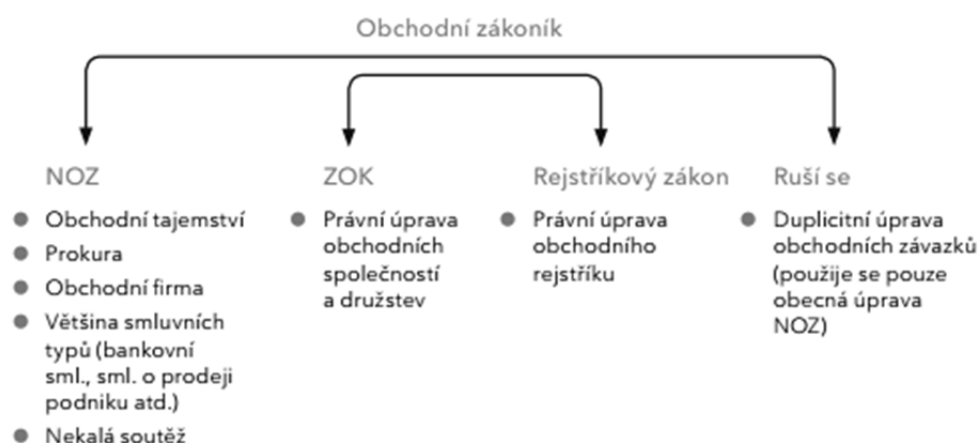 Obchodní zákoník
NOZ
● Obchodní tajemství
● Prokura
● Obchodní firma
● Většina smluvních
typů (bankovní
sml., sml. o prodeji
podniku atd.)
● Nekalá soutěž
ZOK
● Právní úprava
obchodních
společností
a družstev
Rejstříkový zákon
● Právní úprava
obchodního
rejstříku
Ruší se
● Duplicitní úprava
obchodních závazků
(použije se pouze
obecná úprava
NOZ)